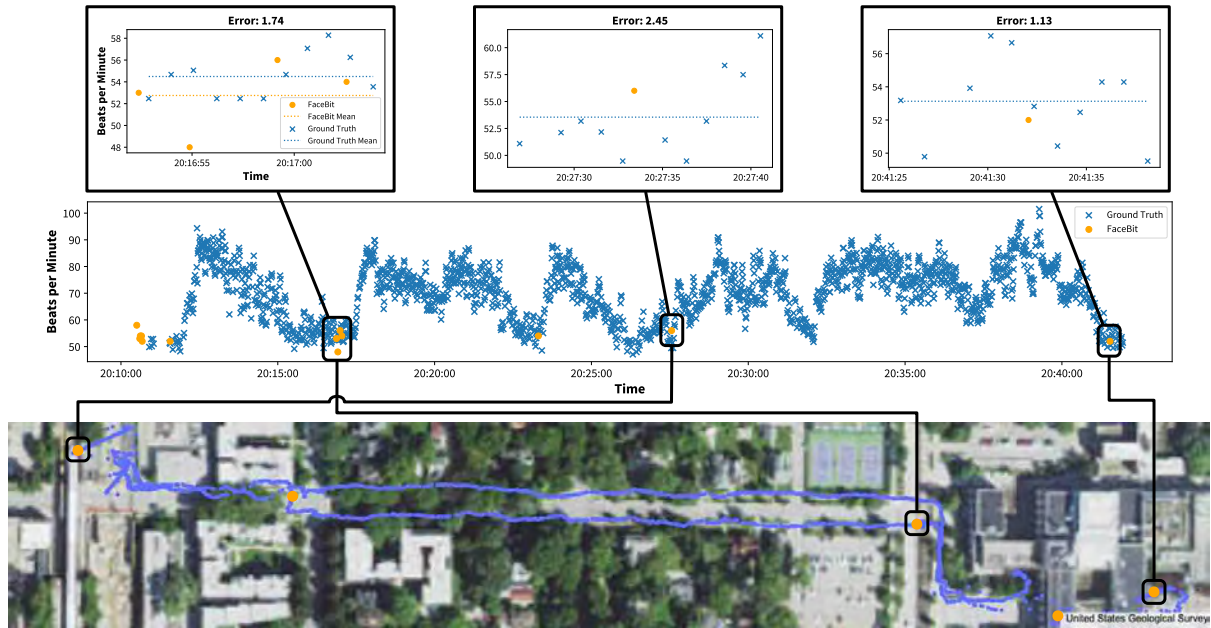 Error: 1.74
Beats per Minute
58
56
54
52
50
48
FaceBit
FaceBit Mean
Ground Truth
Ground Truth Mean
20:16:55
20:17:00
Time
Error: 2.45
60.0
57.5
55.0
52.5
50.0
20:27:30
20:27:35
20:27:40
Error: 1.13
56
54
52
50
20:41:25
20:41:30
20:41:35
Beats per Minute
100
90
80
70
60
50
Ground Truth
FaceBit
20:10:00
20:15:00
20:20:00
20:25:00
20:30:00
20:35:00
20:40:00
Time
United States Geological Survey